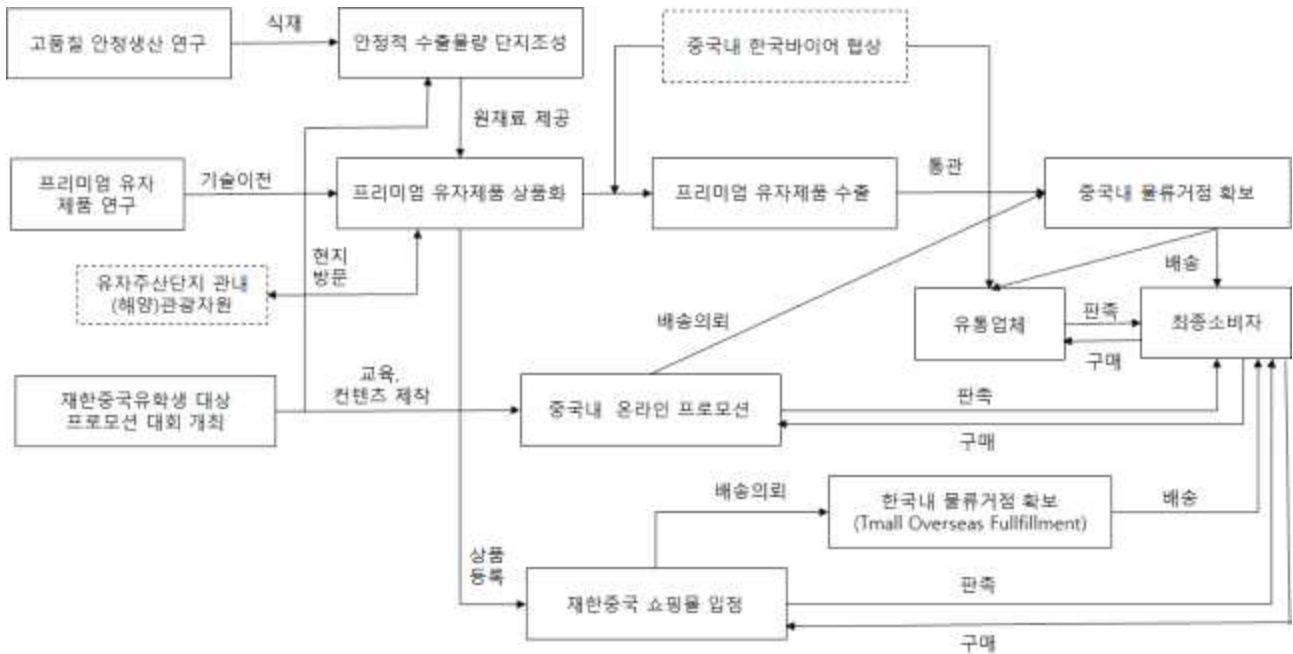 고품칠 안정생산 연구
식재
안정적 수출물량 단지조성
중국내 한국바이어 협상
원재료 제공
프리미엄 유자
제품 연구
기술이전
프리미엄 유자제품 상품화
프리미엄 유자제품 수출
통관
중국내 물류거점 확보
현지
방문
유자주산단지 관내
(해양)관광자원
배송
배송의뢰
유통업체
판족
구매
최종소비자
재한중국유학생 대상
프로모션 대회 개최
교육,
컨텐츠 제작
중국내 온라인 프로모션
판족
구매
배송의뢰
한국내 물류거점 확보
(Tmall Overseas Fullfillment)
배송
상품
등록
재한중국 쇼핑몰 입점
판족
구매